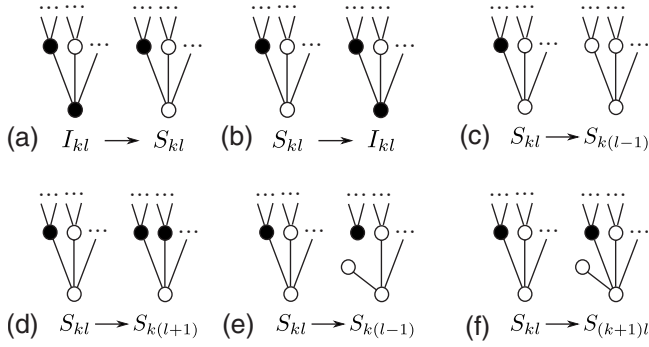 (a) I_{kl} → S_{kl} (b) S_{kl} → I_{kl} (c) S_{kl} → S_{k(l−1)}
(d) S_{kl} → S_{k(l+1)} (e) S_{kl} → S_{k(l−1)} (f) S_{kl} → S_{(k+1)l}